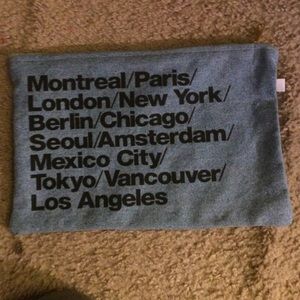 Montreal/Paris/
London/New York/
Berlin/Chicago/
Seoul/Amsterdam/
Mexico City/
Tokyo/Vancouver/
Los Angeles